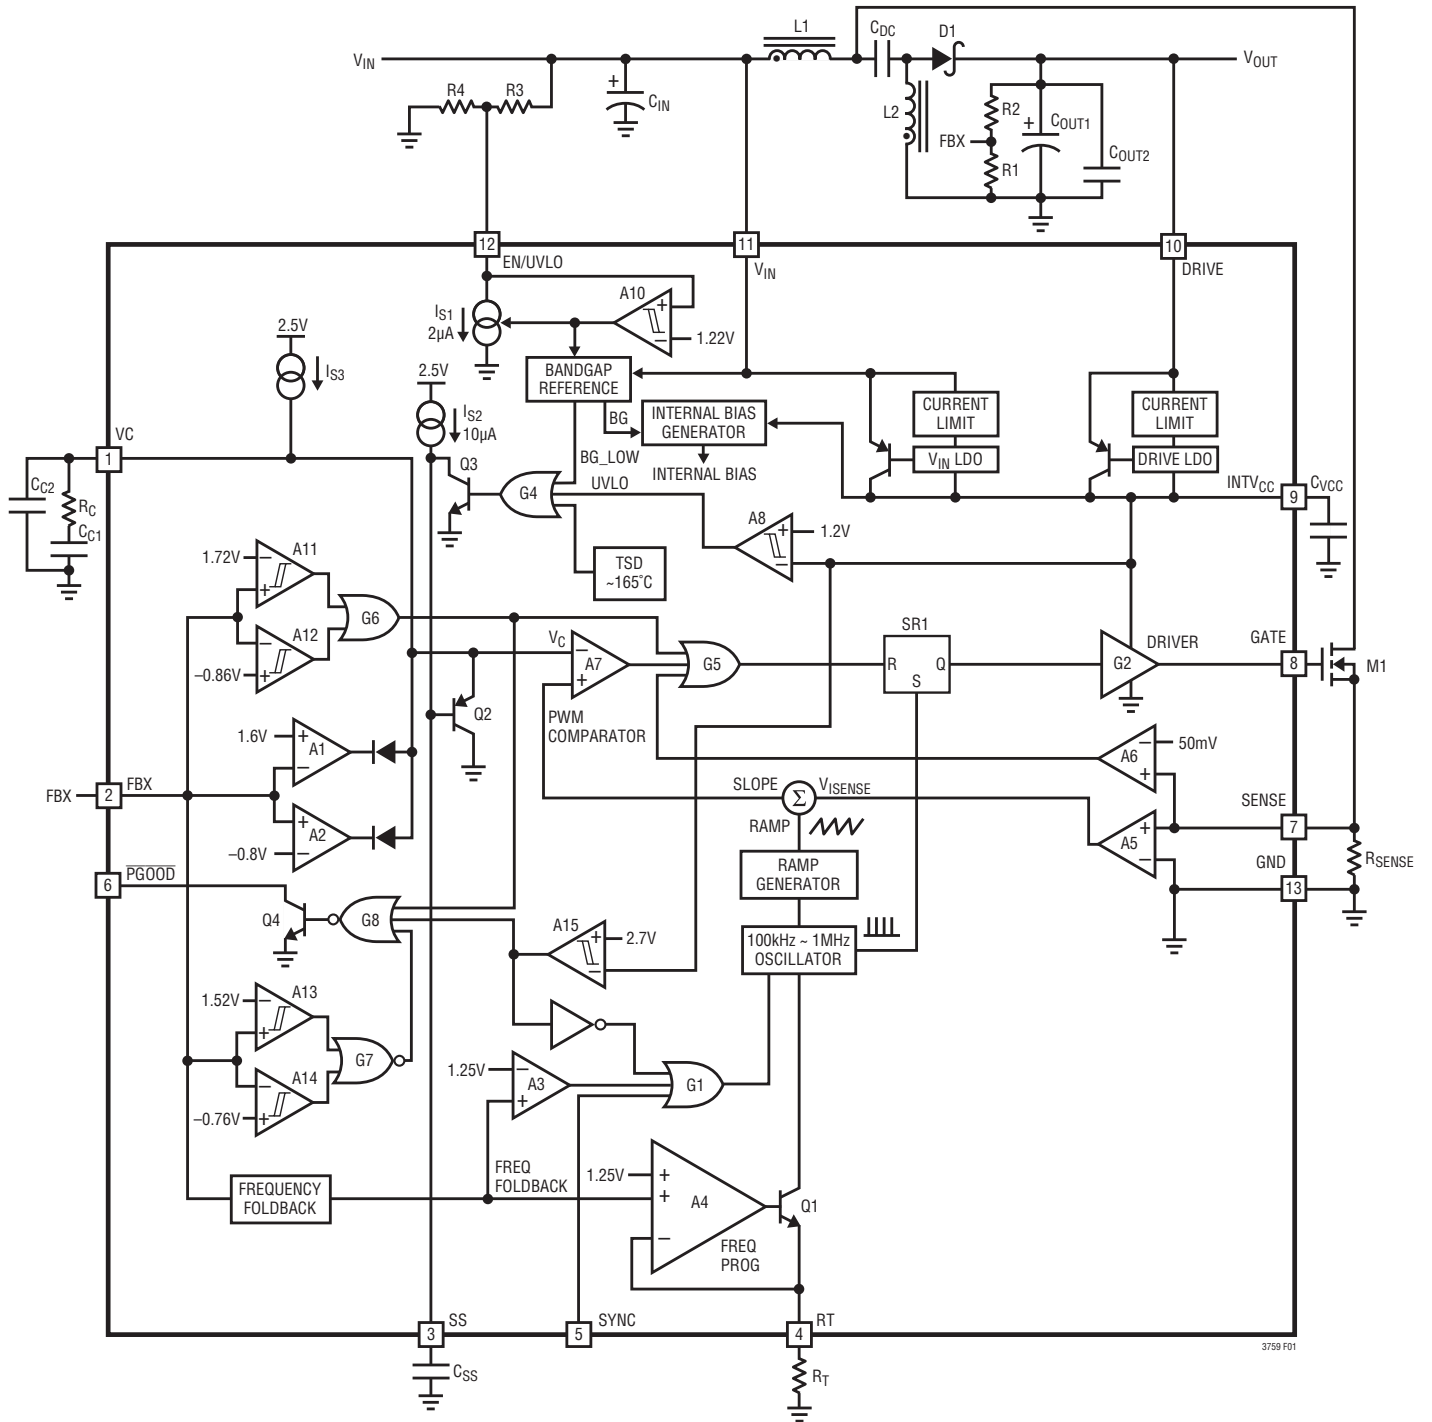 L1
CDC
D1
VIN
VOUT
R4
R3
CIN
+
L2
R2
FBX
R1
+
COUT1
COUT2
12
EN/UVLO
11
VIN
10
DRIVE
IS1
2µA
A10
+
−
1.22V
2.5V
IS3
2.5V
IS2
10µA
BANDGAP
REFERENCE
BG
INTERNAL BIAS
GENERATOR
INTERNAL BIAS
CURRENT
LIMIT
VIN LDO
CURRENT
LIMIT
DRIVE LDO
VC
1
CC2
RC
CC1
Q3
G4
BG_LOW
UVLO
TSD
~165˚C
A8
+
−
1.2V
INTVCC
9
CVCC
1.72V
−
+
A11
A12
−
+
−0.86V
G6
VC
−
A7
+
PWM
COMPARATOR
G5
SR1
R
Q
S
G2
DRIVER
GATE
8
M1
Q2
1.6V
+
A1
−
FBX
2
FBX
+
A2
−
−0.8V
−
50mV
A6
+
SLOPE
Σ
VISENSE
RAMP
RAMP
GENERATOR
100kHz ~ 1MHz
OSCILLATOR
SENSE
7
+
A5
−
GND
13
RSENSE
6
PGOOD
Q4
G8
A15
+
−
2.7V
1.52V
−
+
A13
A14
−
+
−0.76V
G7
1.25V
−
A3
+
G1
FREQ
FOLDBACK
FREQUENCY
FOLDBACK
1.25V
+
+
A4
−
FREQ
PROG
Q1
3
SS
CSS
5
SYNC
4
RT
RT
3759 F01